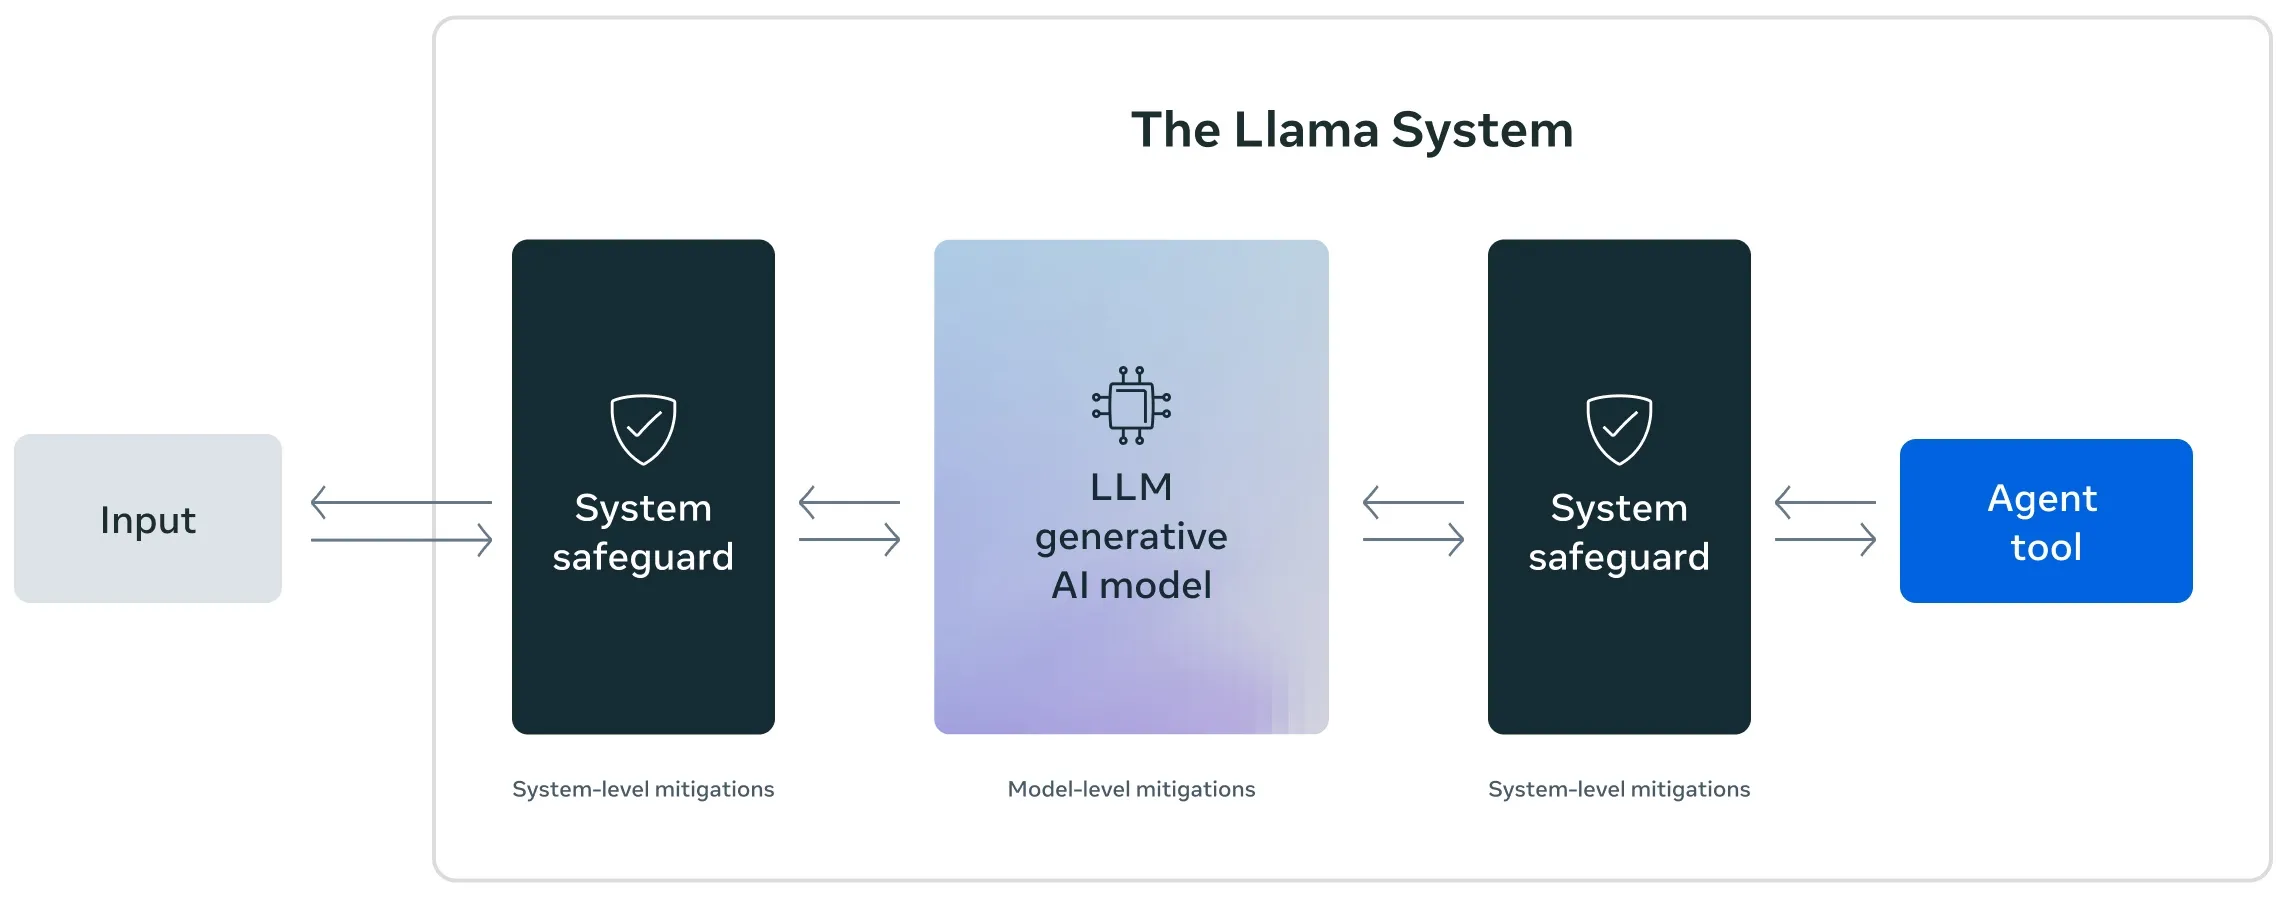 The Llama System
Input
System
safeguard
LLM
generative
AI model
System
safeguard
Agent
tool
System-level mitigations
Model-level mitigations
System-level mitigations